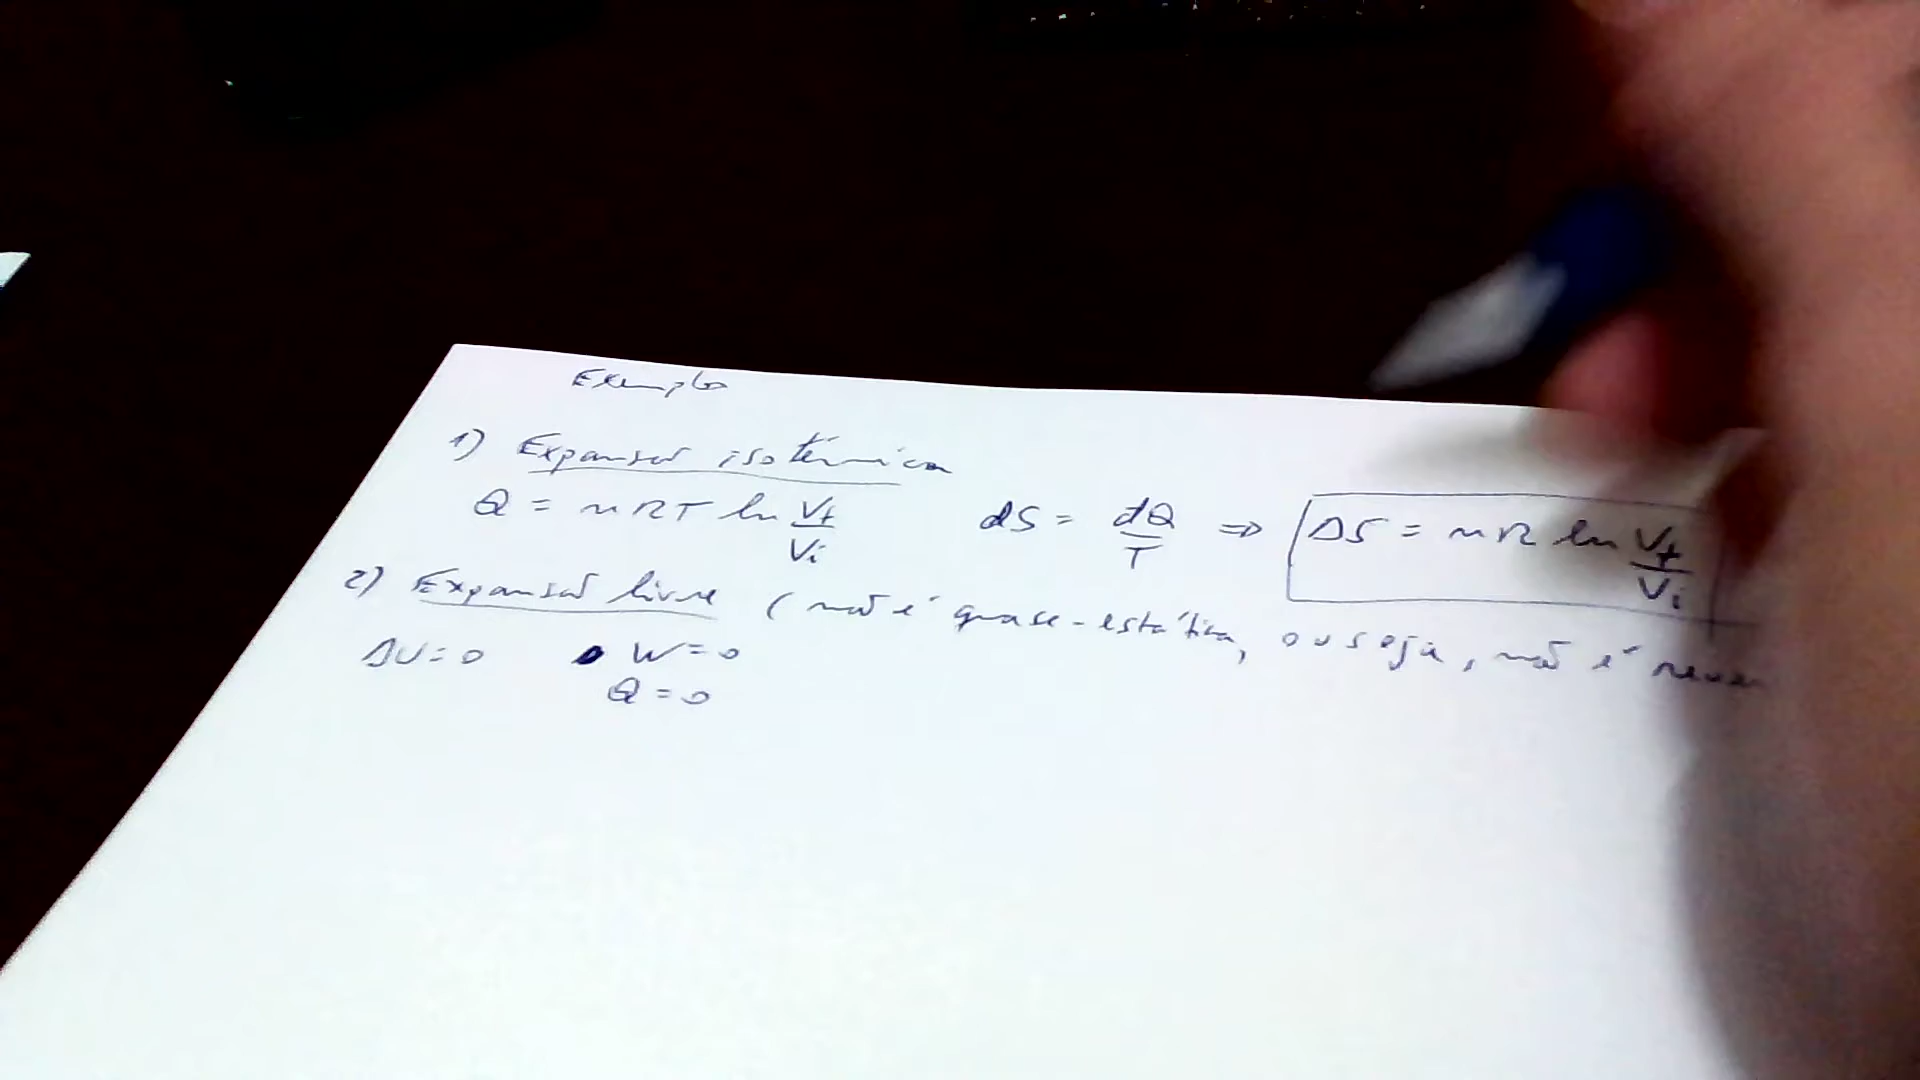 Exemplo
1) Expansão isotérmica
Q = nRT ln Vf/Vi dS = dQ/T ⇒ ΔS = nR ln Vf/Vi
2) Expansão livre (não é quase-estática, ou seja, não é rever
ΔU=0 W=0
Q=0